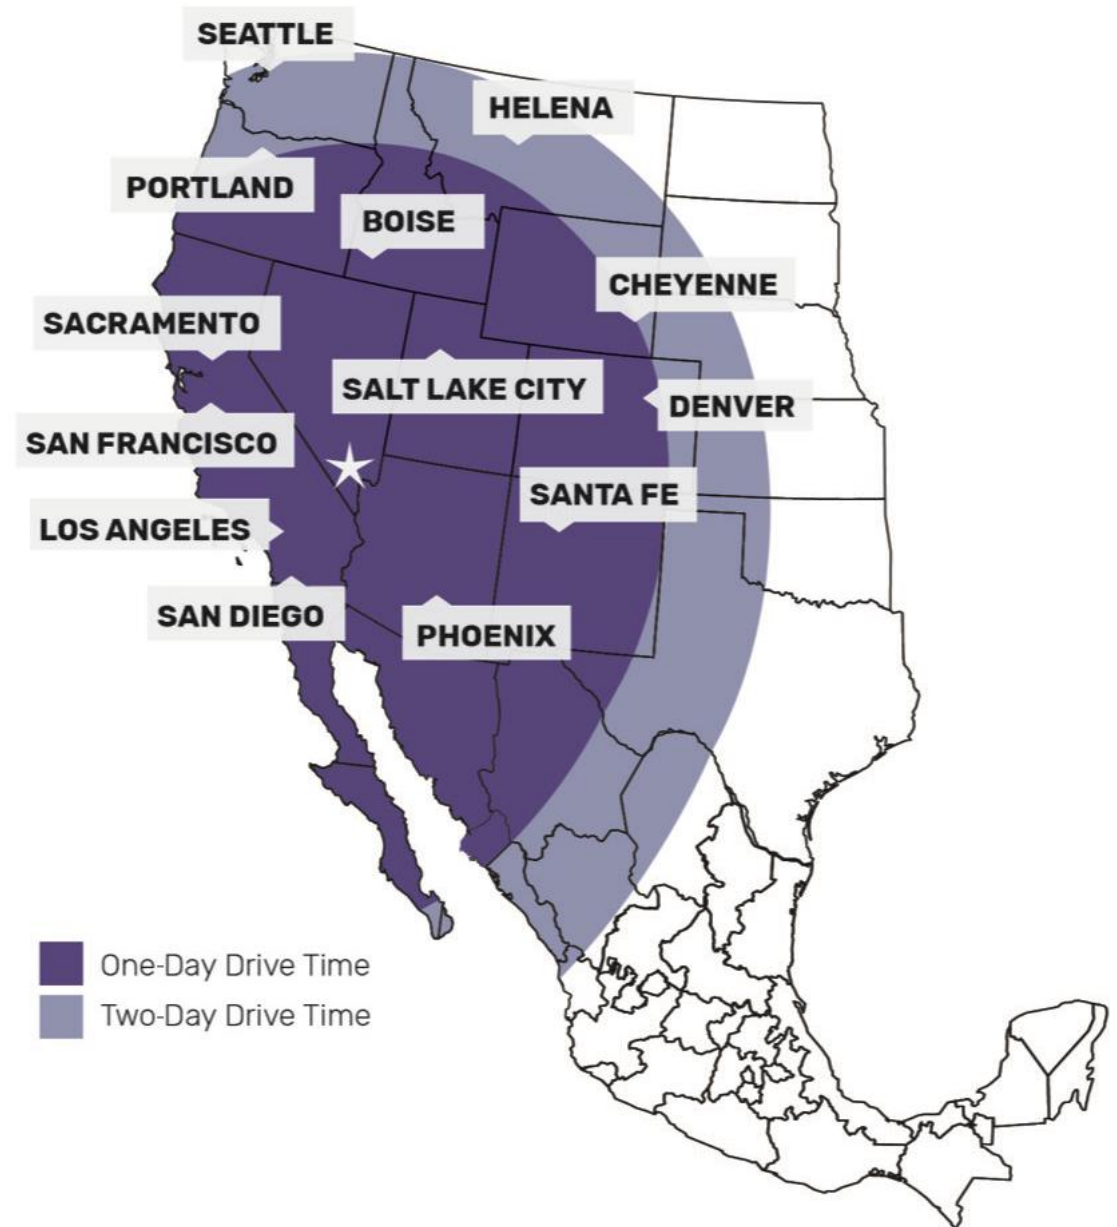 SEATTLE
HELENA
PORTLAND
BOISE
CHEYENNE
SACRAMENTO
SALT LAKE CITY
DENVER
SAN FRANCISCO
SANTA FE
LOS ANGELES
SAN DIEGO
PHOENIX
One-Day Drive Time
Two-Day Drive Time